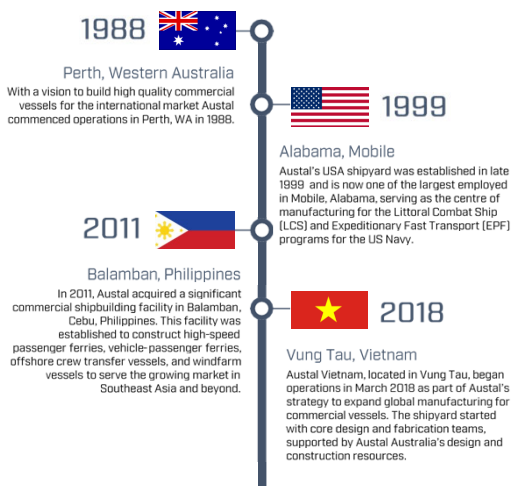 1988
Perth, Western Australia
With a vision to build high quality commercial
vessels for the international market Austal
commenced operations in Perth, WA in 1988.
1999
Alabama, Mobile
Austal's USA shipyard was established in late
1999 and is now one of the largest employed
in Mobile, Alabama, serving as the centre of
manufacturing for the Littoral Combat Ship
(LCS) and Expeditionary Fast Transport (EPF)
programs for the US Navy.
2011
Balamban, Philippines
In 2011, Austal acquired a significant
commercial shipbuilding facility in Balamban,
Cebu, Philippines. This facility was
established to construct high-speed
passenger ferries, vehicle-passenger ferries,
offshore crew transfer vessels, and windfarm
vessels to serve the growing market in
Southeast Asia and beyond.
2018
Vung Tau, Vietnam
Austal Vietnam, located in Vung Tau, began
operations in March 2018 as part of Austal's
strategy to expand global manufacturing for
commercial vessels. The shipyard started
with core design and fabrication teams,
supported by Austal Australia's design and
construction resources.